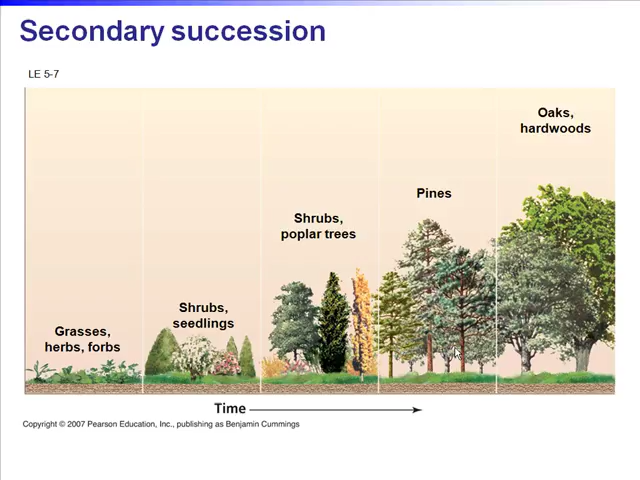 Secondary succession
LE 5-7
Oaks,
hardwoods
Pines
Shrubs,
poplar trees
Shrubs,
seedlings
Grasses,
herbs, forbs
Time
Copyright © 2007 Pearson Education, Inc., publishing as Benjamin Cummings